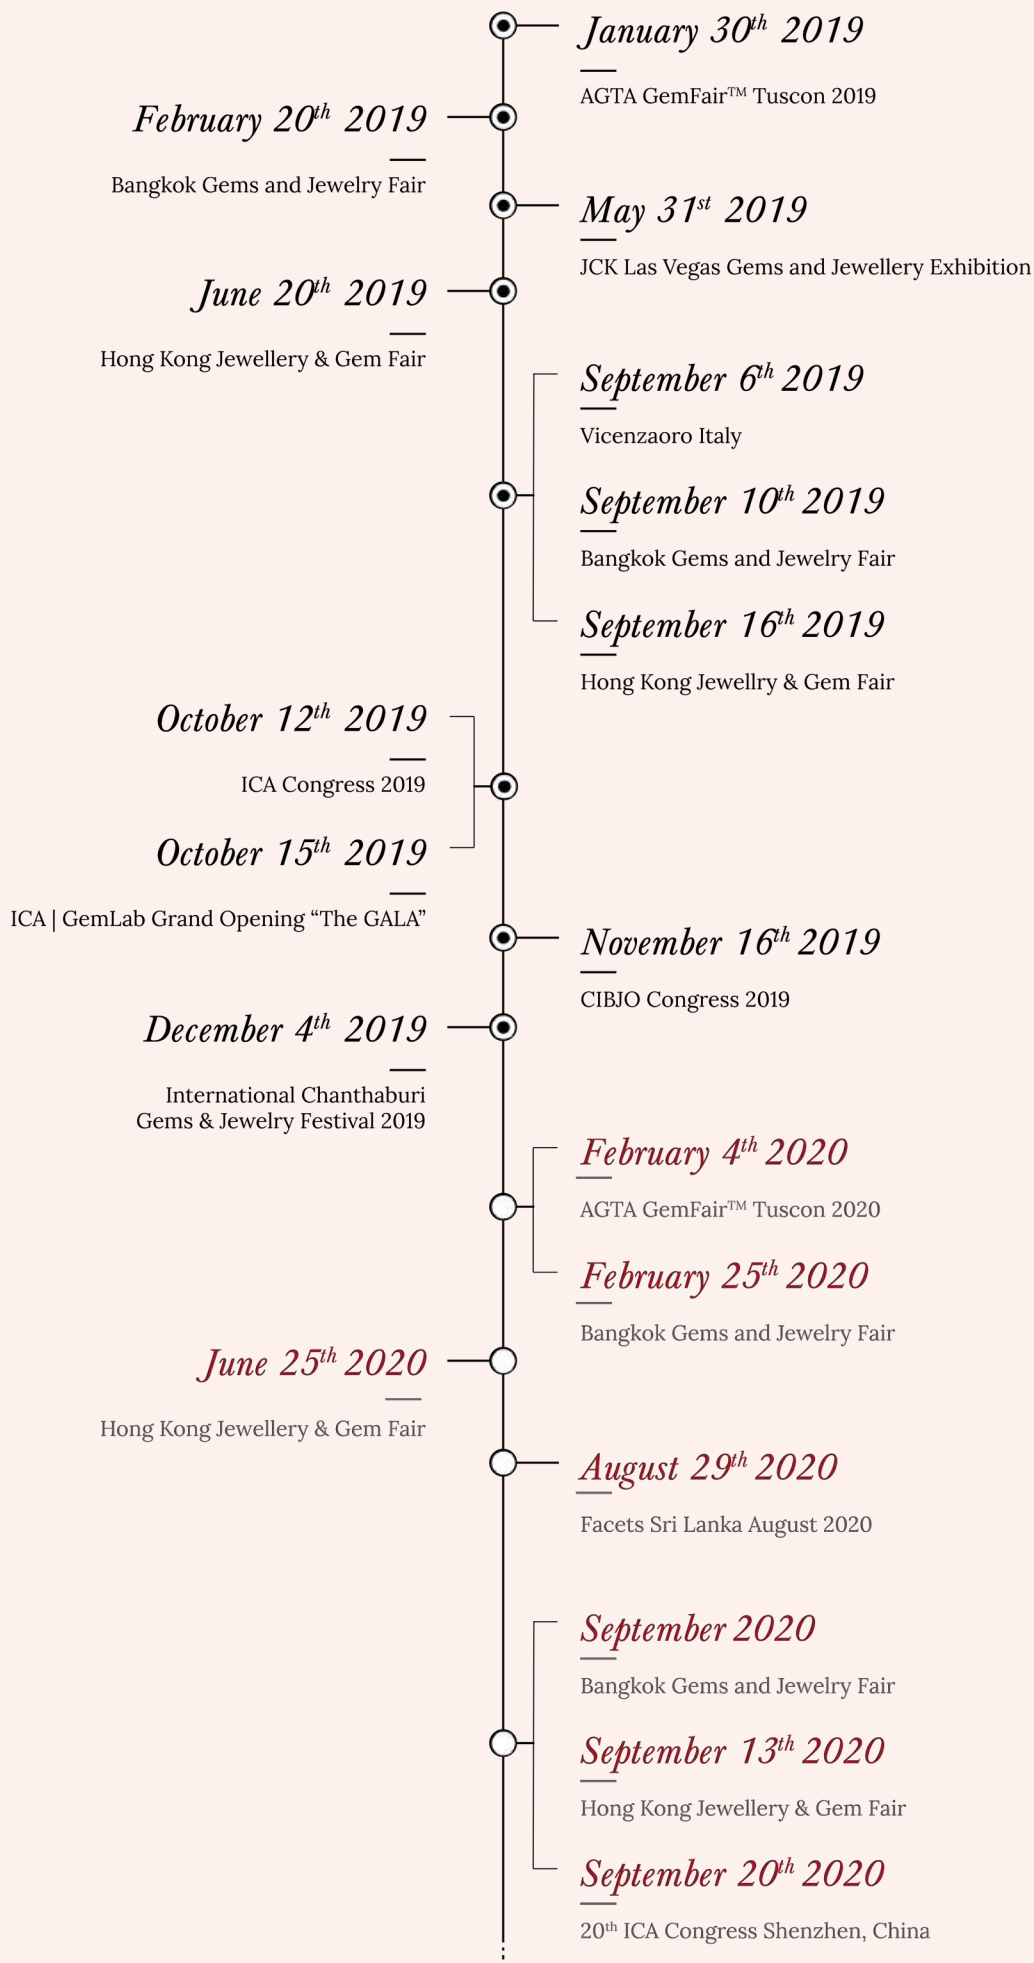 January 30th 2019
AGTA GemFair™ Tuscon 2019
February 20th 2019
Bangkok Gems and Jewelry Fair
May 31st 2019
JCK Las Vegas Gems and Jewellery Exhibition
June 20th 2019
Hong Kong Jewellery & Gem Fair
September 6th 2019
Vicenzaoro Italy
September 10th 2019
Bangkok Gems and Jewelry Fair
September 16th 2019
Hong Kong Jewellry & Gem Fair
October 12th 2019
ICA Congress 2019
October 15th 2019
ICA | GemLab Grand Opening “The GALA”
November 16th 2019
CIBJO Congress 2019
December 4th 2019
International Chanthaburi
Gems & Jewelry Festival 2019
February 4th 2020
AGTA GemFair™ Tuscon 2020
February 25th 2020
Bangkok Gems and Jewelry Fair
June 25th 2020
Hong Kong Jewellery & Gem Fair
August 29th 2020
Facets Sri Lanka August 2020
September 2020
Bangkok Gems and Jewelry Fair
September 13th 2020
Hong Kong Jewellery & Gem Fair
September 20th 2020
20th ICA Congress Shenzhen, China